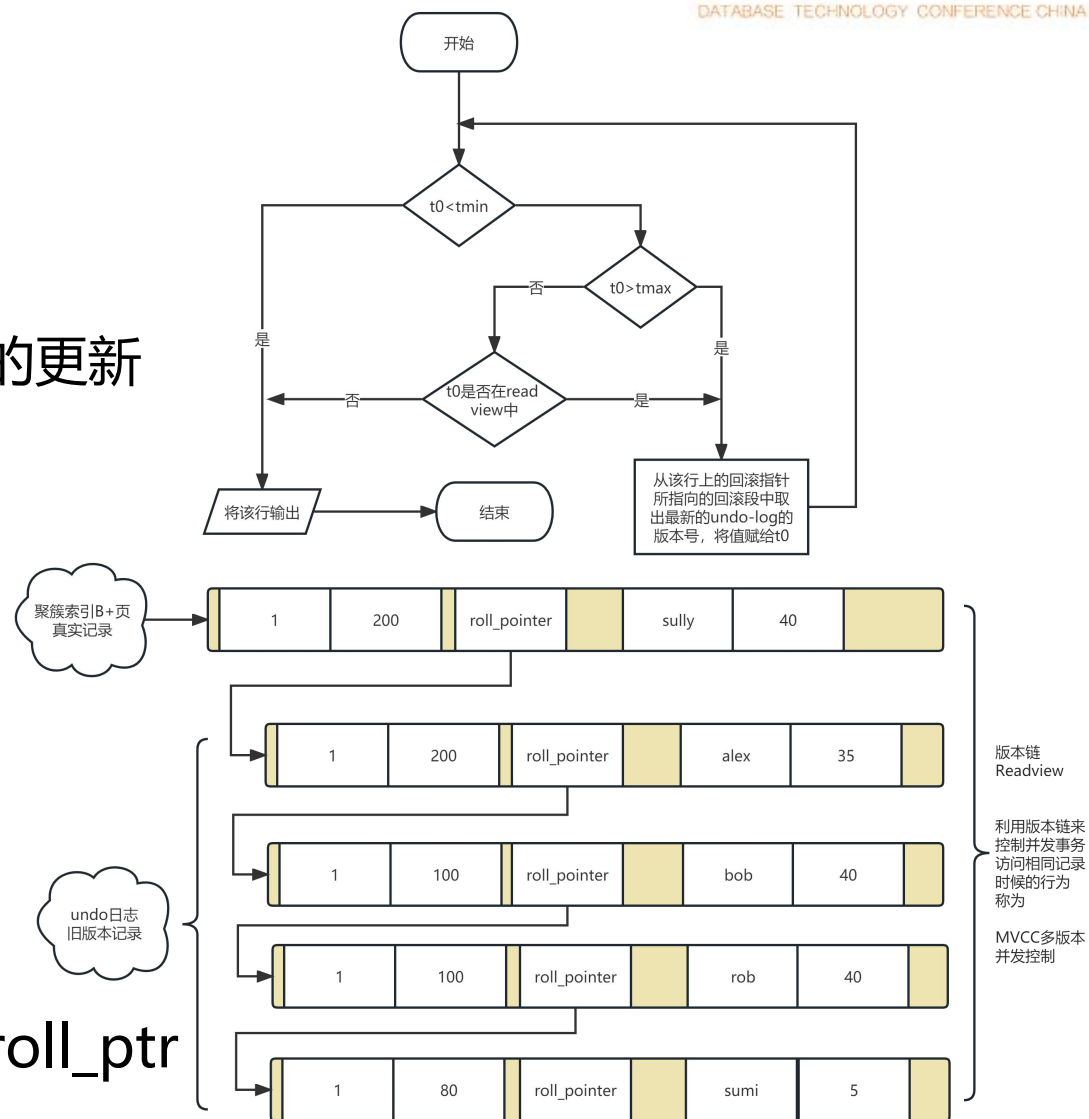 DATABASE TECHNOLOGY CONFERENCE CHINA
开始
t0<tmin
t0>tmax
否
是
是
的更新
t0是否在read
view中
否
是
将该行输出
结束
从该行上的回滚指针
所指向的回滚段中取
出最新的undo-log的
版本号，将值赋给t0
聚簇索引B+页
真实记录
1 200 roll_pointer sully 40
1 200 roll_pointer alex 35
版本链
Readview
利用版本链来
控制并发事务
访问相同记录
时候的行为
称为
MVCC多版本
并发控制
1 100 roll_pointer bob 40
undo日志
旧版本记录
1 100 roll_pointer rob 40
roll_ptr
1 80 roll_pointer sumi 5